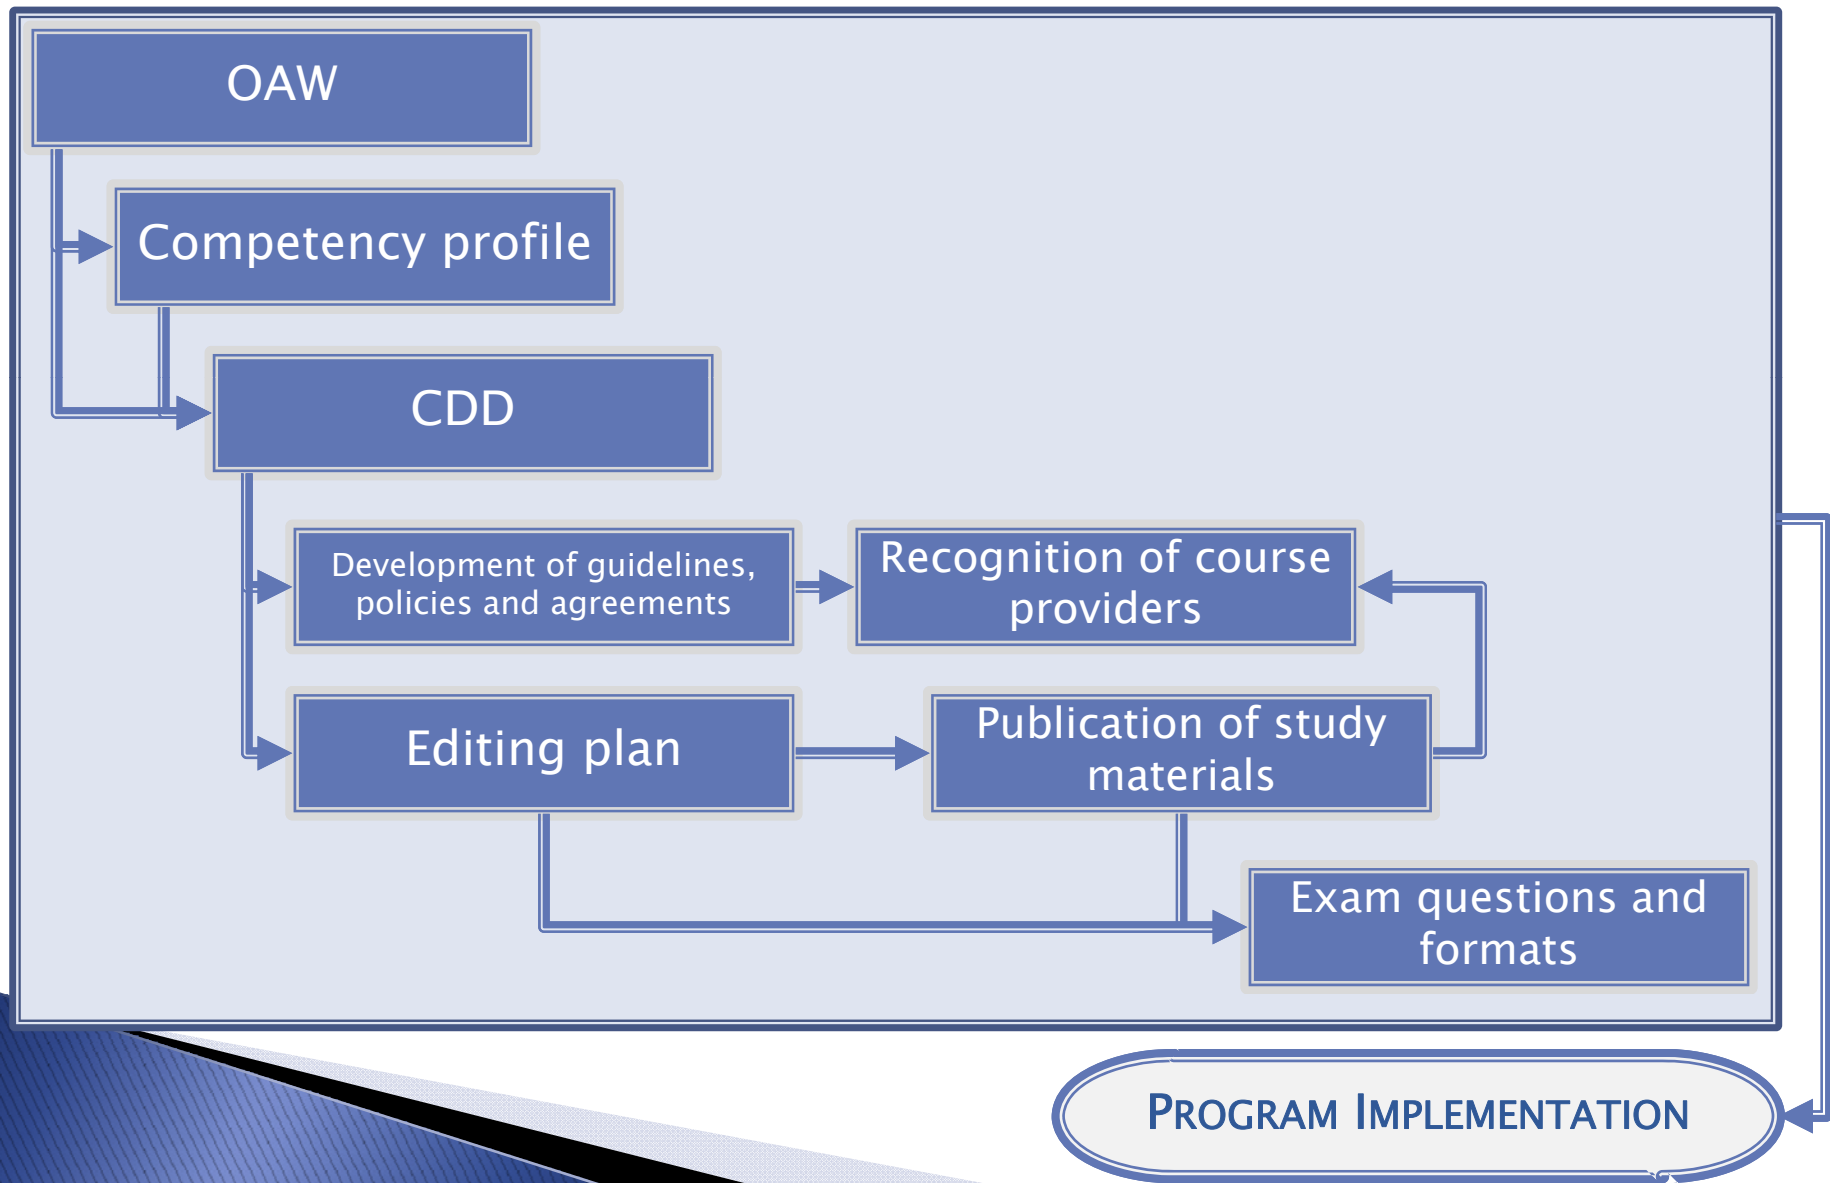 OAW
Competency profile
CDD
Development of guidelines,
policies and agreements
Recognition of course
providers
Editing plan
Publication of study
materials
Exam questions and
formats
PROGRAM IMPLEMENTATION